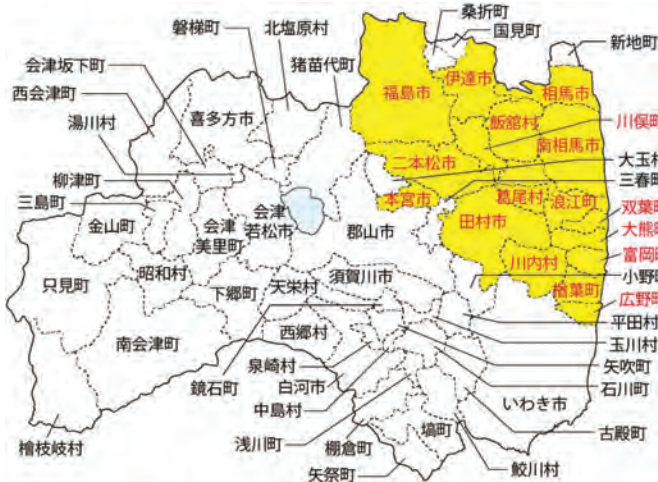 桑折町
国見町
新地町
磐梯町
北塩原村
猪苗代町
会津坂下町
西会津町
湯川村
喜多方市
福島市
伊達市
相馬市
飯舘村
川俣町
南相馬市
二本松市
大玉村
三春町
柳津町
三島町
金山町
会津
美里町
会津
若松市
本宮市
葛尾村
浪江町
双葉町
大熊町
田村市
郡山市
川内村
富岡町
小野町
只見町
昭和村
下郷町
天栄村
須賀川市
楢葉町
広野町
平田村
南会津町
西郷村
玉川村
泉崎村
矢吹町
鏡石町
白河市
石川町
中島村
いわき市
檜枝岐村
浅川町
棚倉町
塙町
古殿町
矢祭町
鮫川村